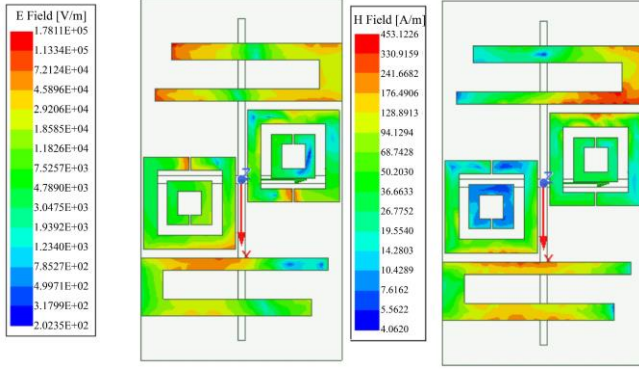 E Field [V/m]
1.7811E+05
1.1334E+05
7.2124E+04
4.5896E+04
2.9206E+04
1.8585E+04
1.1826E+04
7.5257E+03
4.7890E+03
3.0475E+03
1.9392E+03
1.2340E+03
7.8527E+02
4.9971E+02
3.1799E+02
2.0235E+02
X
H Field [A/m]
453.1226
330.9159
241.6682
176.4906
128.8913
94.1294
68.7428
50.2030
36.6633
26.7752
19.5540
14.2803
10.4289
7.6162
5.5622
4.0620
X